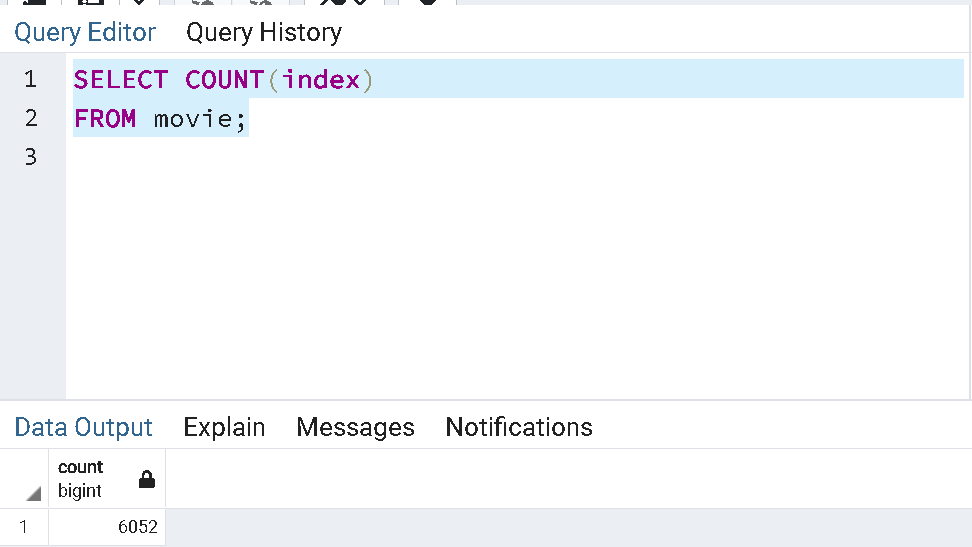 Query Editor Query History
1 SELECT COUNT(index)
2 FROM movie;
3
Data Output Explain Messages Notifications
count
bigint
1 6052